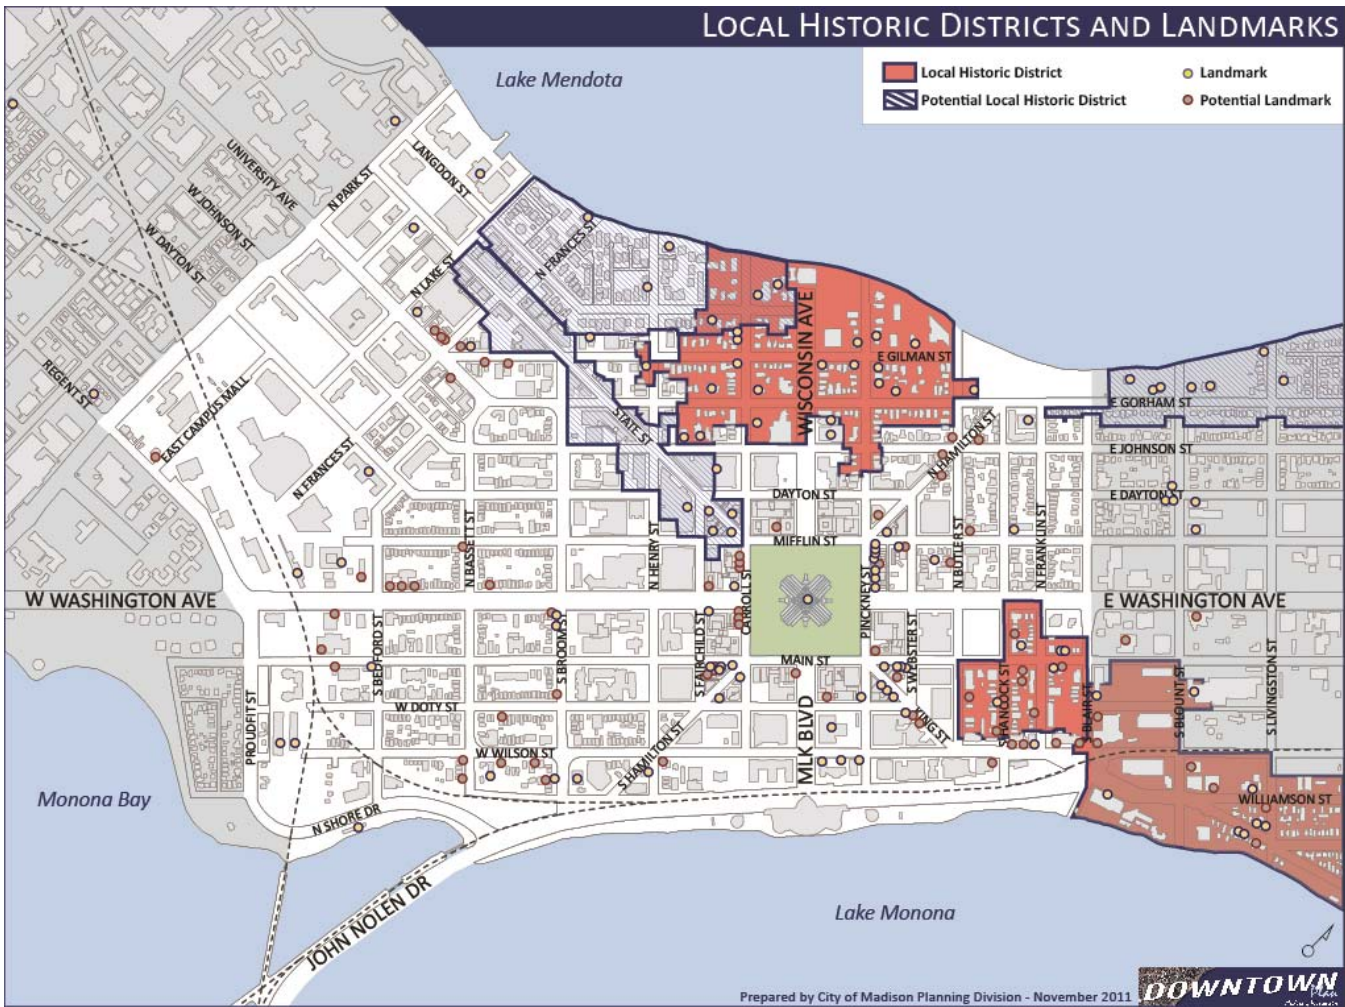 LOCAL HISTORIC DISTRICTS AND LANDMARKS
Local Historic District
Landmark
Potential Local Historic District
Potential Landmark
Lake Mendota
UNIVERSITY AVE
LANGDON ST
N PARK ST
W JOHNSON ST
W DAYTON ST
N FRANCES ST
N LAKE ST
WISCONSIN AVE
E GILMAN ST
REGENT ST
EAST CAMPUS MALL
STATE ST
E GORHAM ST
N HAMILTON ST
E JOHNSON ST
N FRANCES ST
DAYTON ST
E DAYTON ST
N BASSETT ST
N HENRY ST
MIFFLIN ST
N BUTLER ST
N FRANKLIN ST
W WASHINGTON AVE
E WASHINGTON AVE
CARROLL ST
PINCKNEY ST
S BEDFORD ST
S BROOM ST
S FAIRCHILD ST
MAIN ST
S WEBSTER ST
S HANCOCK ST
S BLAIR ST
S BLOUNT ST
S LIVINGSTON ST
PROUDFIT ST
W DOTY ST
MLK BLVD
KING ST
W WILSON ST
S HAMILTON ST
Monona Bay
N SHORE DR
WILLIAMSON ST
JOHN NOLEN DR
Lake Monona
Prepared by City of Madison Planning Division - November 2011
DOWNTOWN
Plan